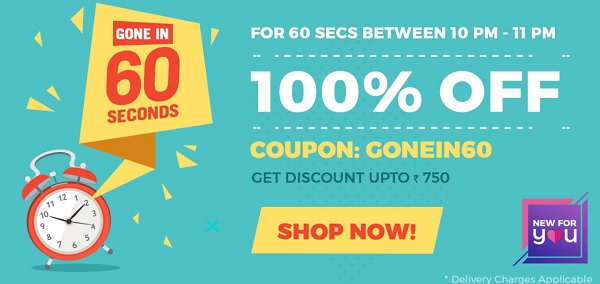 GONE IN
60
SECONDS
FOR 60 SECS BETWEEN 10 PM - 11 PM
100% OFF
COUPON: GONEIN60
GET DISCOUNT UPTO ₹ 750
SHOP NOW!
NEW FOR
you
* Delivery Charges Applicable